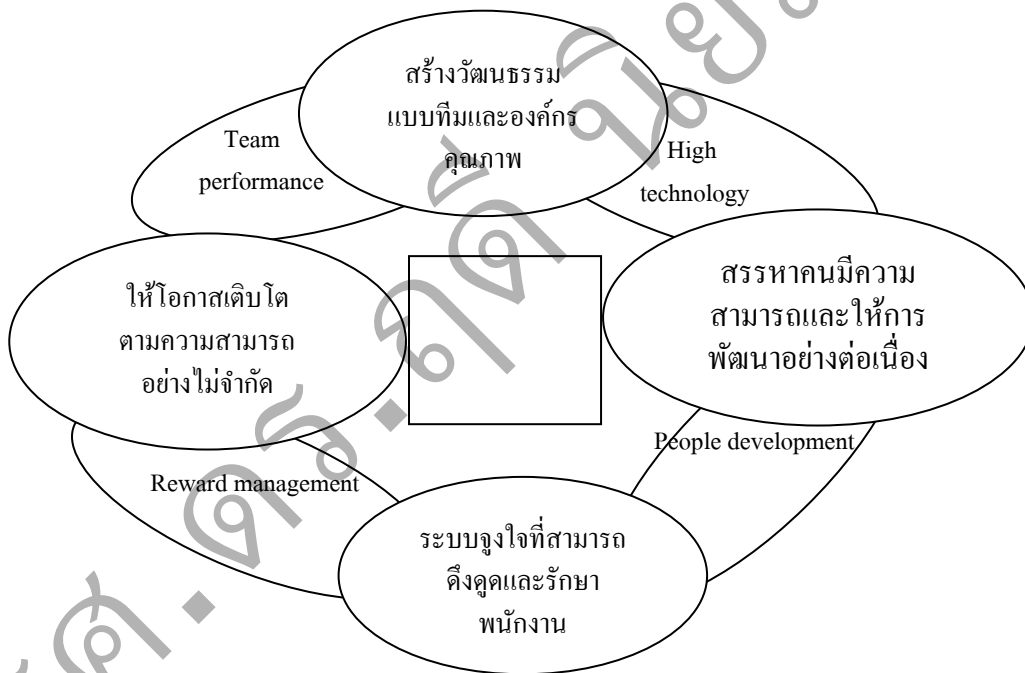 สร้างวัฒนธรรม
แบบทีมและองค์กร
คุณภาพ
Team
performance
High
technology
ให้โอกาสเติบโต
ตามความสามารถ
อย่างไม่จำกัด
สรรหาคนมีความ
สามารถและให้การ
พัฒนาอย่างต่อเนื่อง
Reward management
People development
ระบบจูงใจที่สามารถ
ดึงดูดและรักษา
พนักงาน